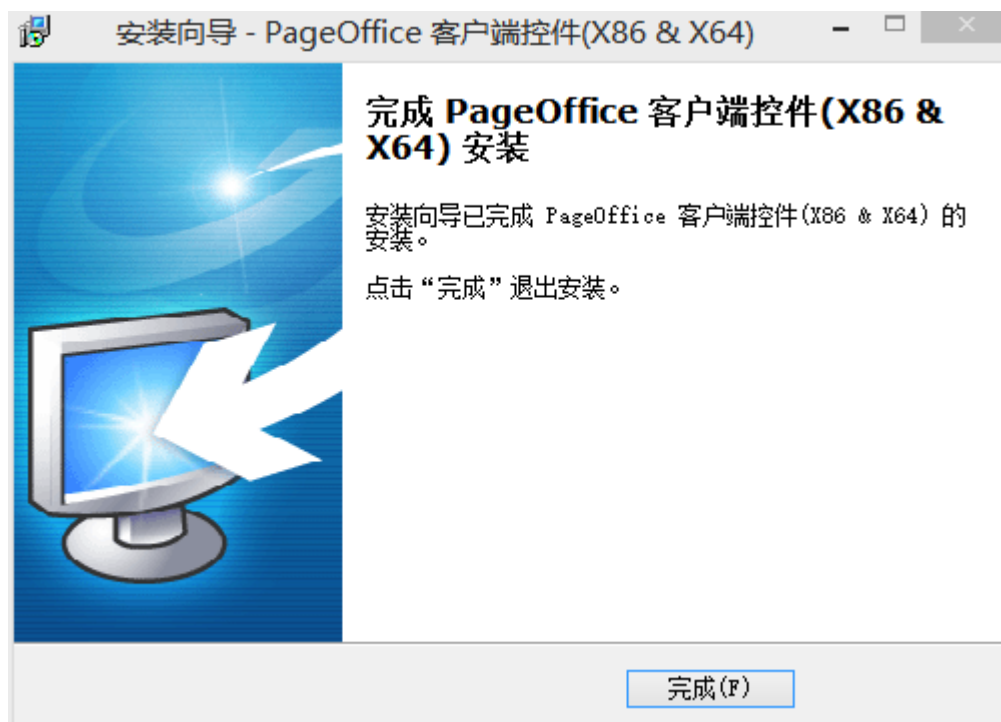 安装向导 - PageOffice 客户端控件(X86 & X64)
完成 PageOffice 客户端控件(X86 &
X64) 安装
安装向导已完成 PageOffice 客户端控件(X86 & X64) 的
安装。
点击“完成”退出安装。
完成(F)